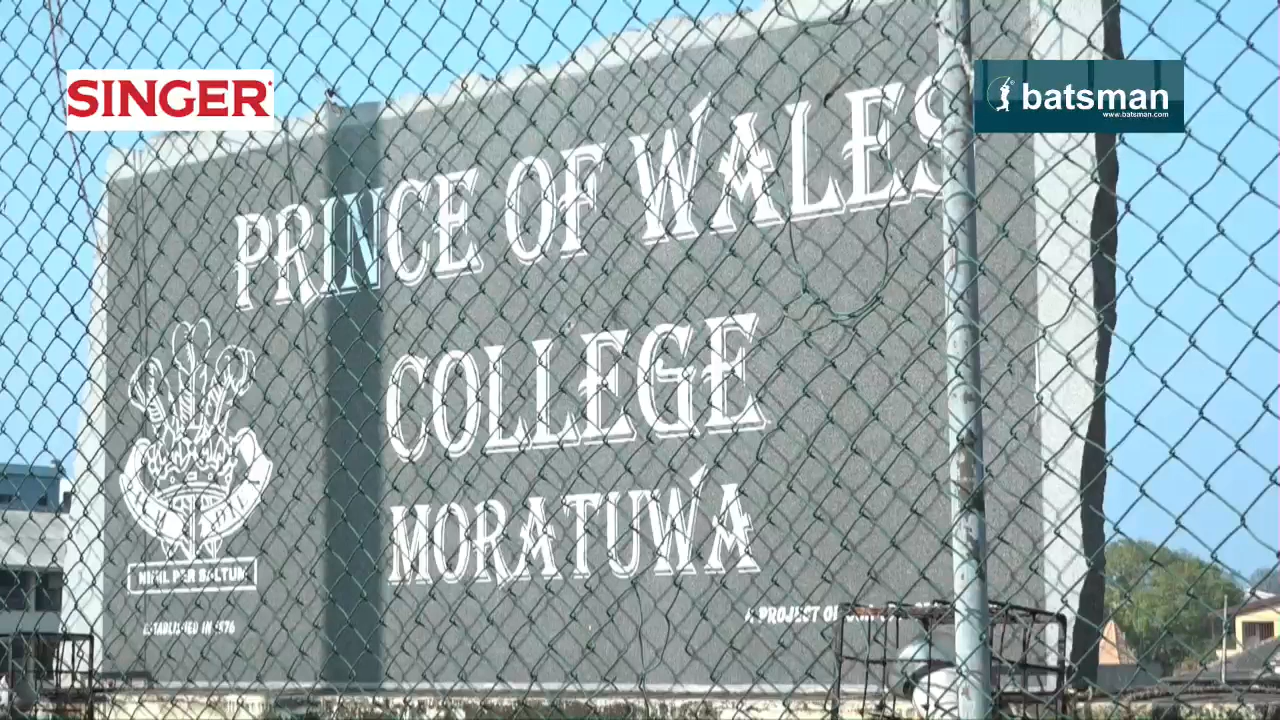 SINGER
batsman
www.batsman.com
PRINCE OF WALES
COLLEGE
MORATUWA
NIHIL PER SALTUM
ESTABLISHED IN 1876
A PROJECT OF